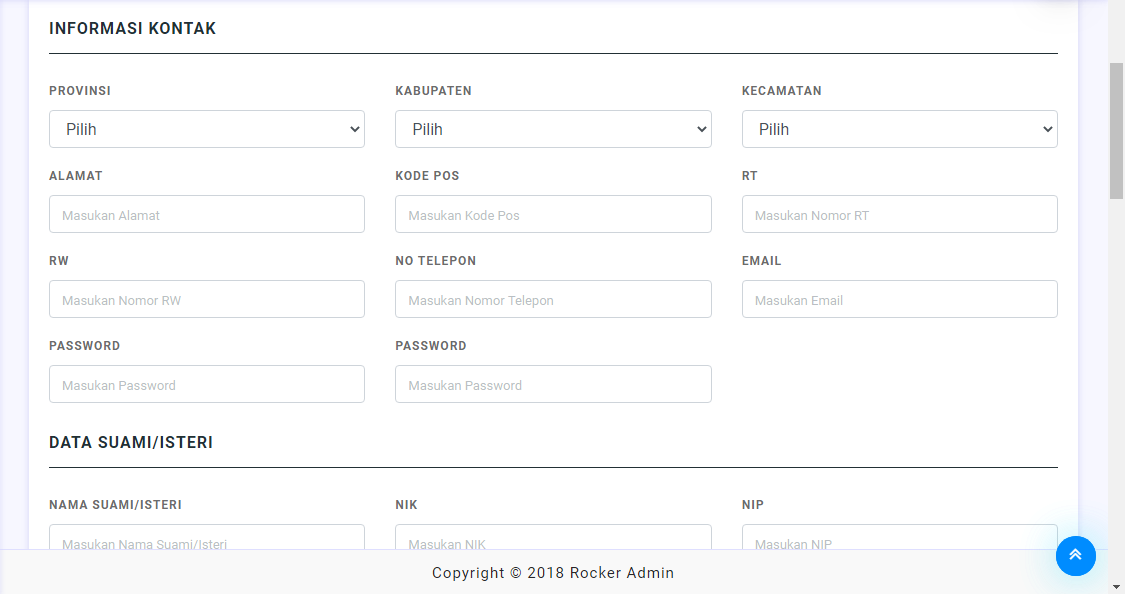 INFORMASI KONTAK
PROVINSI KABUPATEN KECAMATAN
Pilih Pilih Pilih
ALAMAT KODE POS RT
Masukan Alamat Masukan Kode Pos Masukan Nomor RT
RW NO TELEPON EMAIL
Masukan Nomor RW Masukan Nomor Telepon Masukan Email
PASSWORD PASSWORD
Masukan Password Masukan Password
DATA SUAMI/ISTERI
NAMA SUAMI/ISTERI NIK NIP
Masukan Nama Suami/Isteri Masukan NIK Masukan NIP
Copyright © 2018 Rocker Admin